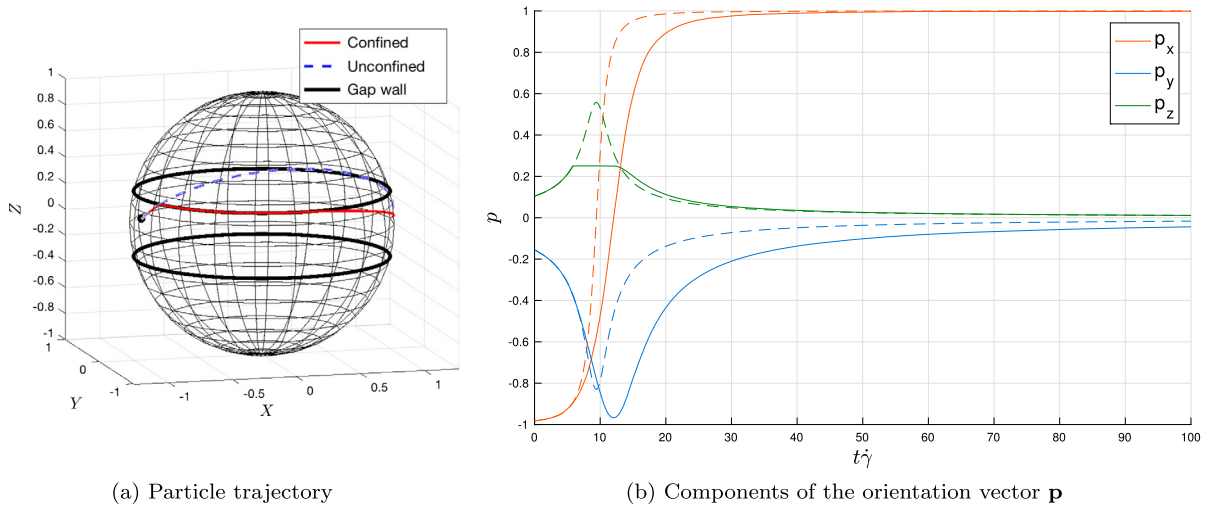 Confined
Unconfined
Gap wall
1
0.8
0.6
0.4
0.2
0
-0.2
-0.4
-0.6
-0.8
-1
Z
1
0
-1
Y
-1
-0.5
0
0.5
1
X
(a) Particle trajectory
1
0.8
0.6
0.4
0.2
0
-0.2
-0.4
-0.6
-0.8
-1
p
0 10 20 30 40 50 60 70 80 90 100
tγ̇
p_x
p_y
p_z
(b) Components of the orientation vector p